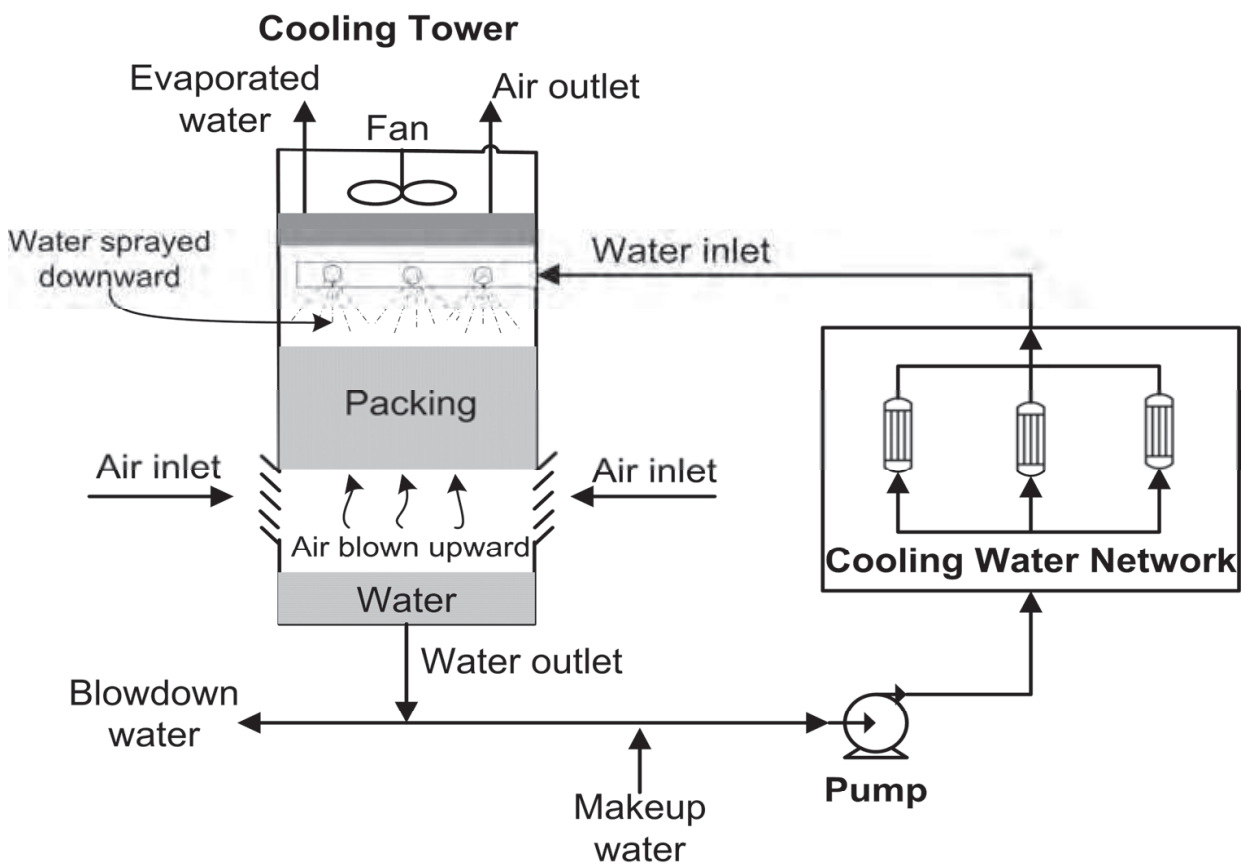 Cooling Tower
Evaporated
water
Air outlet
Fan
Water sprayed
downward
Water inlet
Packing
Air inlet
Air inlet
Air blown upward
Cooling Water Network
Water
Water outlet
Blowdown
water
Pump
Makeup
water